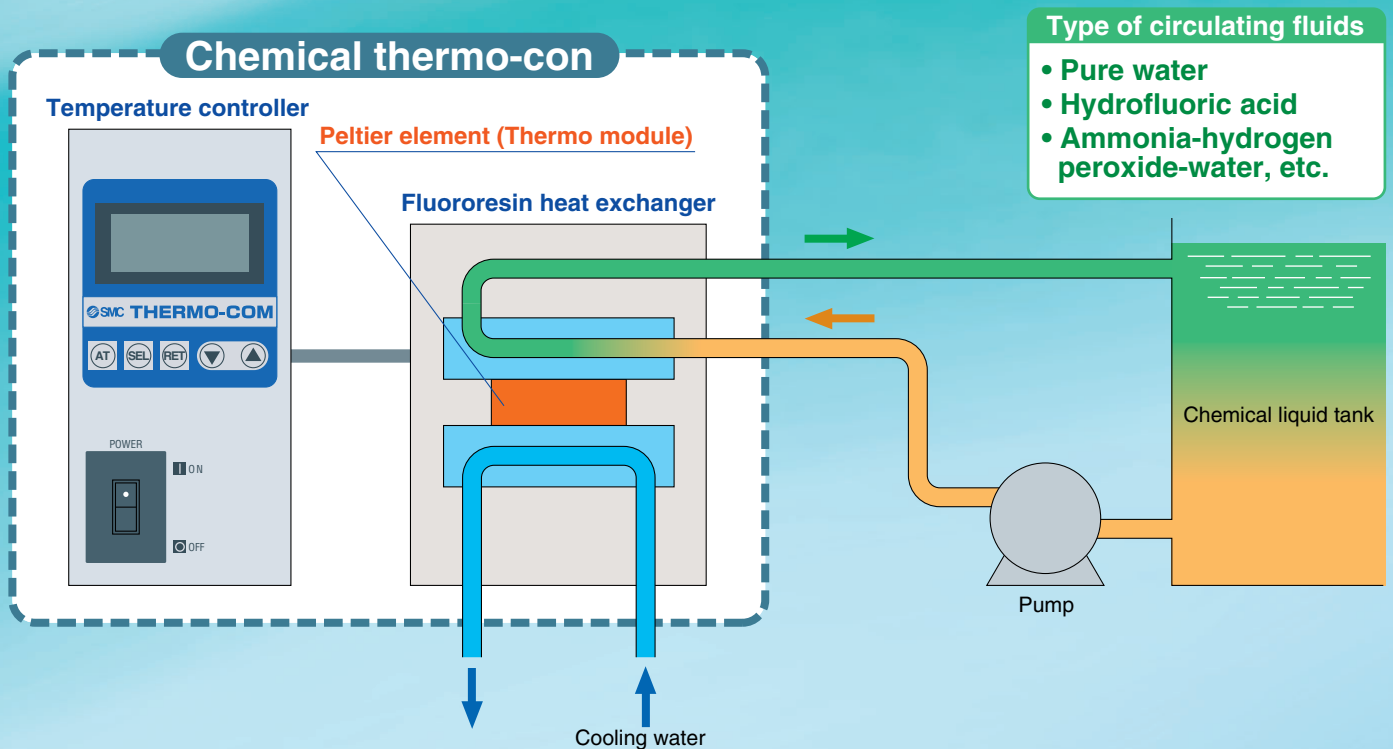 Type of circulating fluids
• Pure water
• Hydrofluoric acid
• Ammonia-hydrogen
peroxide-water, etc.
Chemical thermo-con
Temperature controller
Peltier element (Thermo module)
Fluororesin heat exchanger
SMC THERMO-COM
AT SEL RET ▼ ▲
POWER
ON
OFF
Chemical liquid tank
Pump
Cooling water